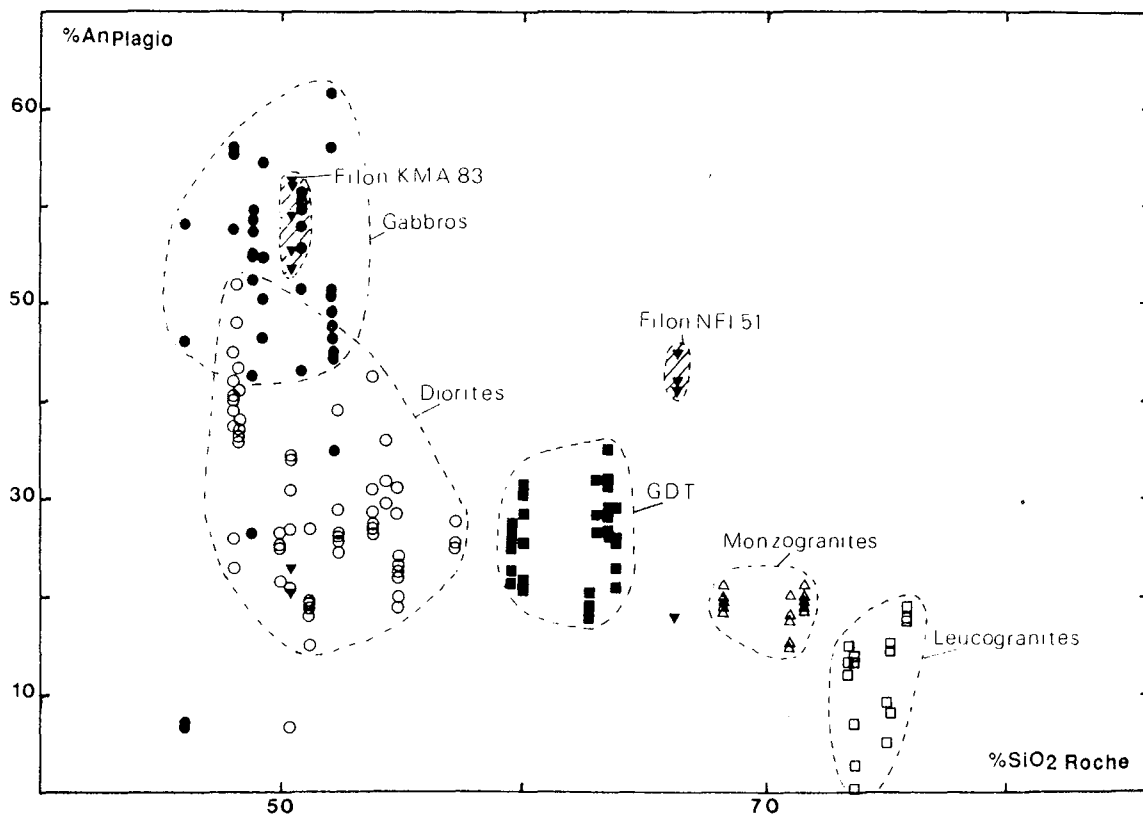 %AnPlagio
60
Filon KMA 83
Gabbros
50
Filon NFI 51
Diorites
30
GDT
Monzogranites
Leucogranites
10
%SiO2 Roche
50
70